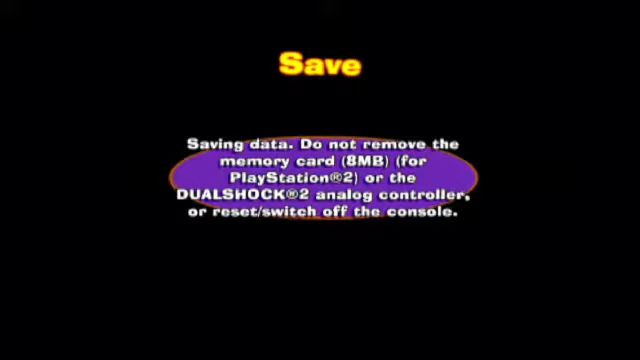 Save
Saving data. Do not remove the
memory card (8MB) (for
PlayStation®2) or the
DUALSHOCK®2 analog controller,
or reset/switch off the console.